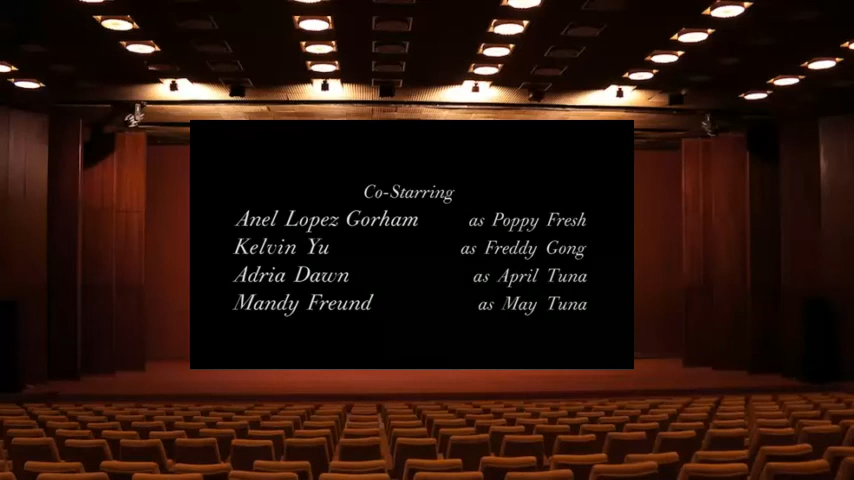 Co-Starring
Anel Lopez Gorham as Poppy Fresh
Kelvin Yu as Freddy Gong
Adria Dawn as April Tuna
Mandy Freund as May Tuna